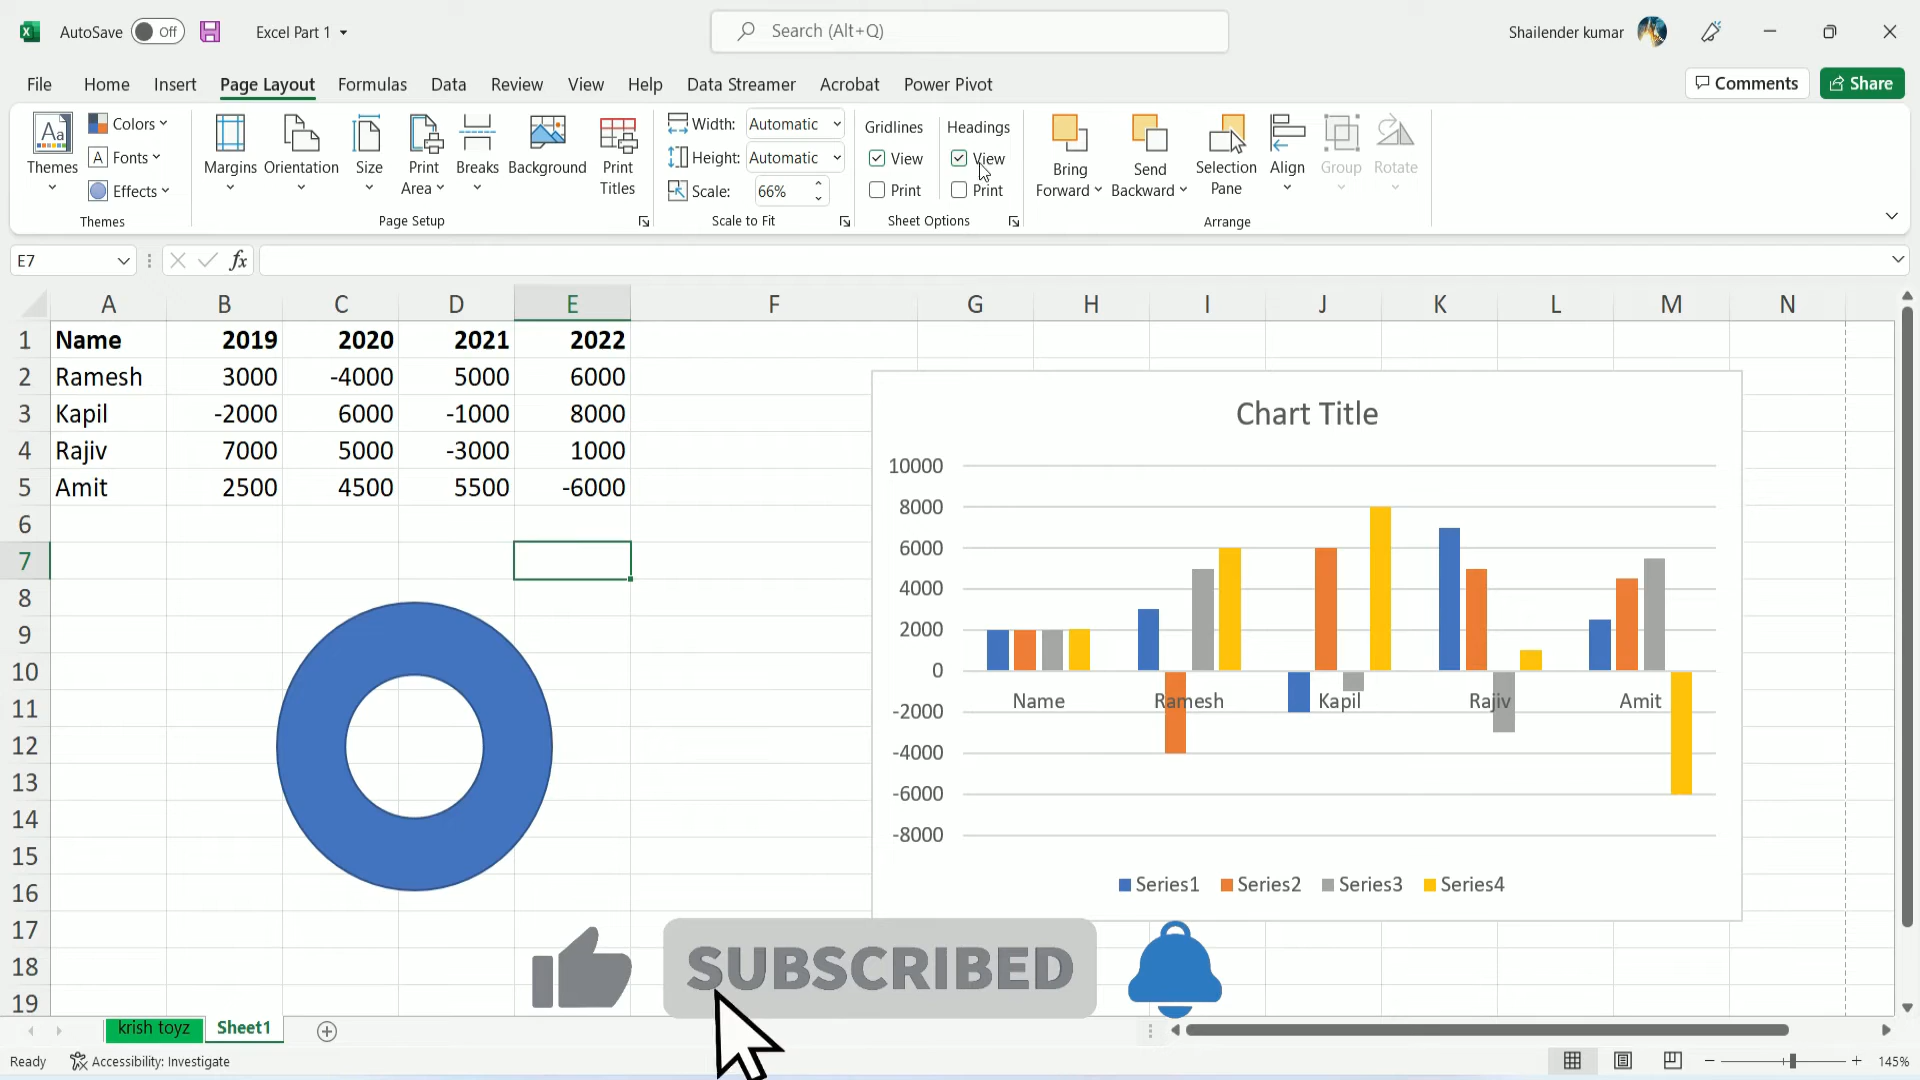 AutoSave Off Excel Part 1 Search (Alt+Q) Shailender kumar
File Home Insert Page Layout Formulas Data Review View Help Data Streamer Acrobat Power Pivot Comments Share
Themes
Colors
Fonts
Effects
Themes
Margins
Orientation
Size
Print
Area
Breaks
Background
Print
Titles
Page Setup
Width: Automatic
Height: Automatic
Scale: 66%
Scale to Fit
Gridlines
View
Print
Headings
View
Print
Sheet Options
Bring
Forward
Send
Backward
Selection
Pane
Align
Group
Rotate
Arrange
E7 fx
A B C D E F G H I J K L M N
1 Name 2019 2020 2021 2022
2 Ramesh 3000 -4000 5000 6000
3 Kapil -2000 6000 -1000 8000
4 Rajiv 7000 5000 -3000 1000
5 Amit 2500 4500 5500 -6000
6
7
8
9
10
11
12
13
14
15
16
17
18
19
Chart Title
10000
8000
6000
4000
2000
0
-2000
-4000
-6000
-8000
Name Ramesh Kapil Rajiv Amit
Series1 Series2 Series3 Series4
SUBSCRIBED
krish toyz Sheet1
Ready Accessibility: Investigate 145%